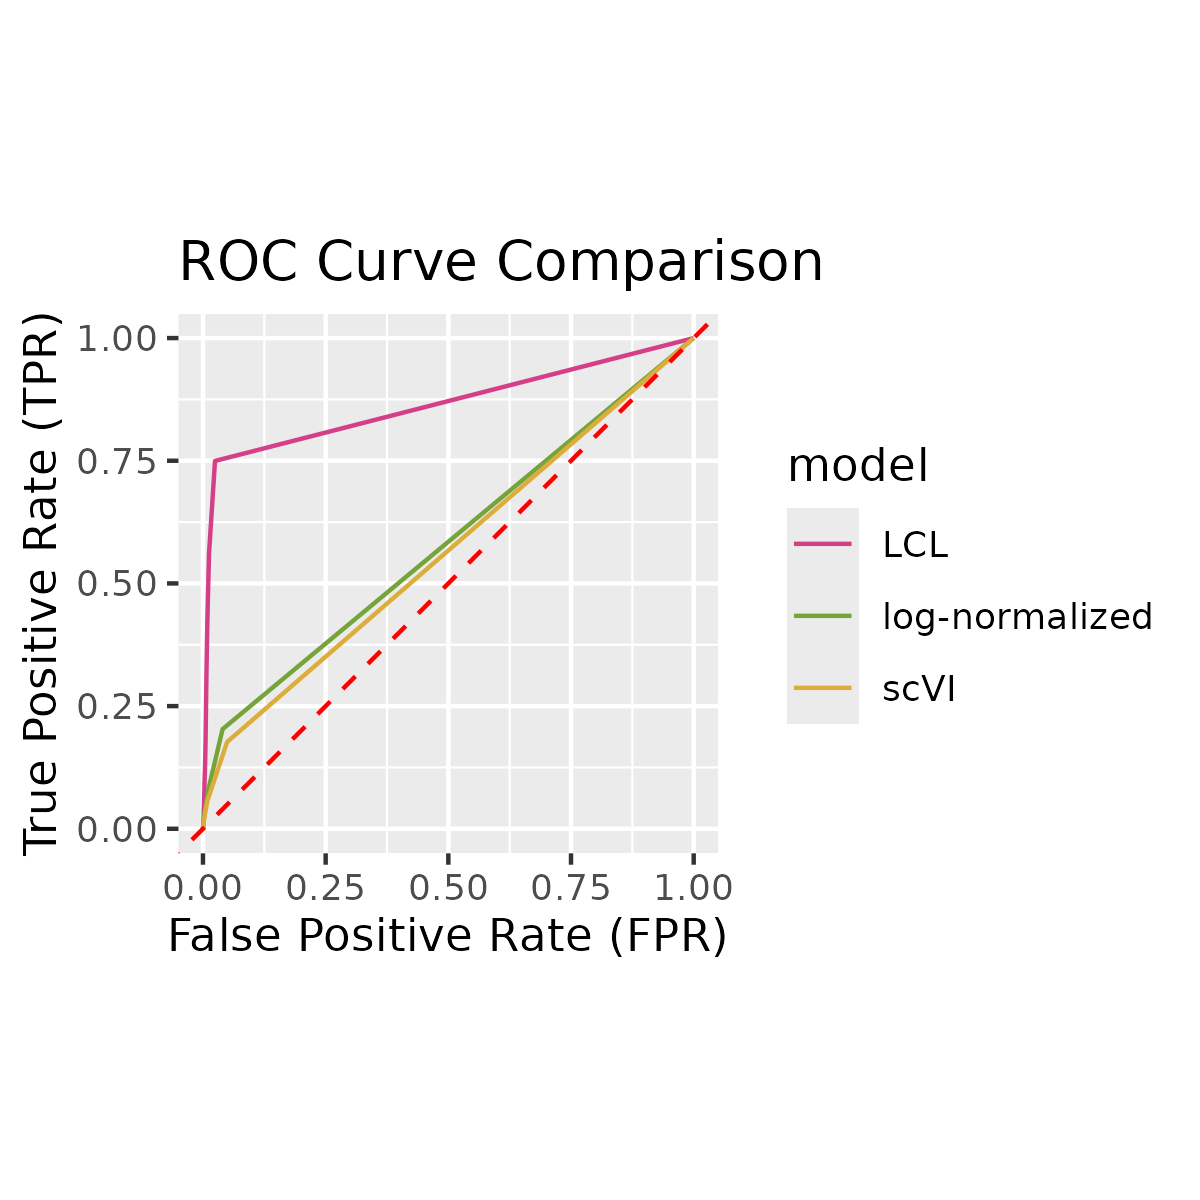 ROC Curve Comparison
True Positive Rate (TPR)
1.00
0.75
0.50
0.25
0.00
0.00 0.25 0.50 0.75 1.00
False Positive Rate (FPR)
model
LCL
log-normalized
scVI